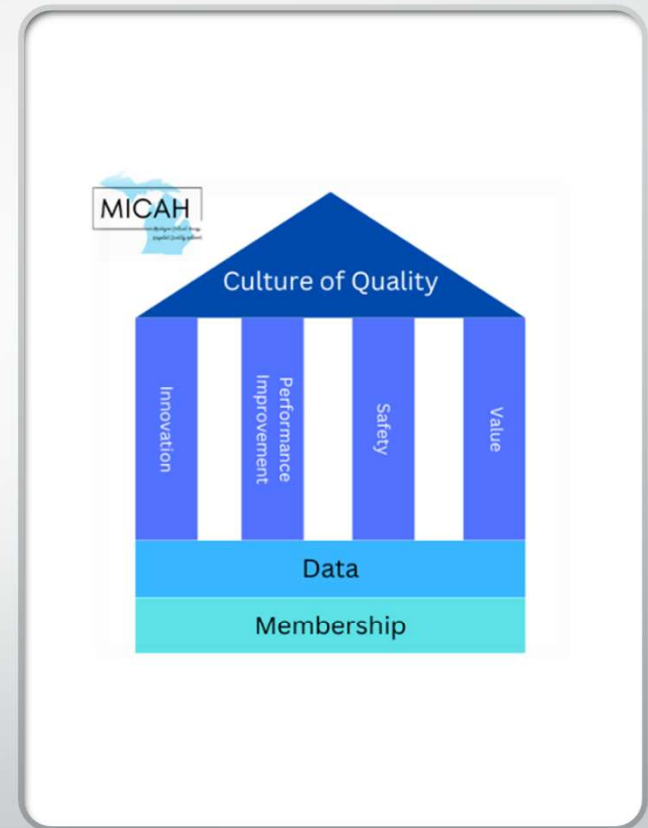 MICAH
Culture of Quality
Innovation
Performance
Improvement
Safety
Value
Data
Membership